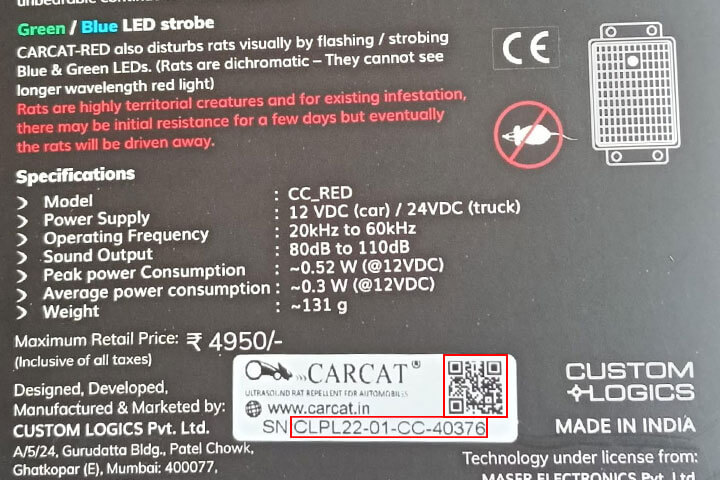 Green / Blue LED strobe
CARCAT-RED also disturbs rats visually by flashing / strobing
Blue & Green LEDs. (Rats are dichromatic – They cannot see
longer wavelength red light)
Rats are highly territorial creatures and for existing infestation,
there may be initial resistance for a few days but eventually
the rats will be driven away.
CE
Specifications
Model : CC_RED
Power Supply : 12 VDC (car) / 24VDC (truck)
Operating Frequency : 20kHz to 60kHz
Sound Output : 80dB to 110dB
Peak power Consumption : ~0.52 W (@12VDC)
Average power consumption : ~0.3 W (@12VDC)
Weight : ~131 g
Maximum Retail Price: ₹ 4950/-
(Inclusive of all taxes)
Designed, Developed,
Manufactured & Marketed by:
CUSTOM LOGICS Pvt. Ltd.
A/5/24, Gurudatta Bldg., Patel Chowk,
Ghatkopar (E), Mumbai: 400077,
CARCAT®
ULTRASOUND RAT REPELLENT FOR AUTOMOBILES
www.carcat.in
SN CLPL22-01-CC-40376
CUSTOM
LOGICS
MADE IN INDIA
Technology under license from:
MASER ELECTRONICS Pvt. Ltd.